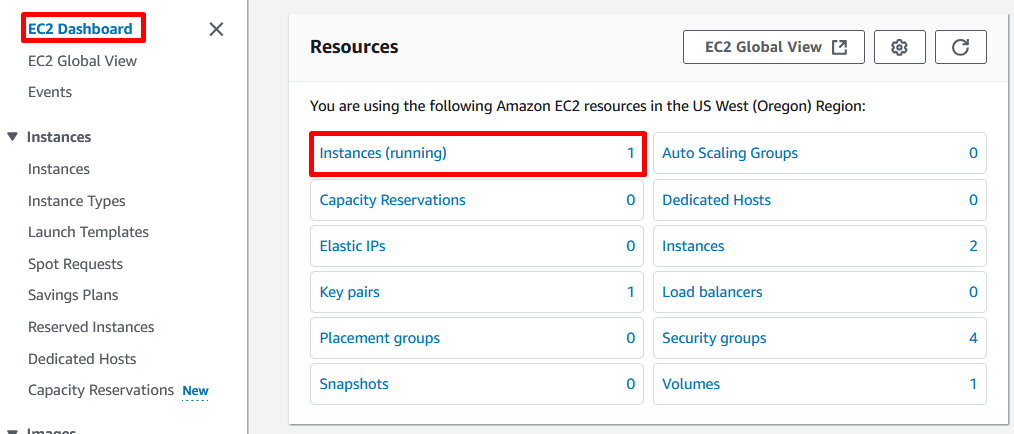 EC2 Dashboard
EC2 Global View
Events
Instances
Instances
Instance Types
Launch Templates
Spot Requests
Savings Plans
Reserved Instances
Dedicated Hosts
Capacity Reservations New
Images
Resources
EC2 Global View
You are using the following Amazon EC2 resources in the US West (Oregon) Region:
Instances (running) 1
Auto Scaling Groups 0
Capacity Reservations 0
Dedicated Hosts 0
Elastic IPs 0
Instances 2
Key pairs 1
Load balancers 0
Placement groups 0
Security groups 4
Snapshots 0
Volumes 1